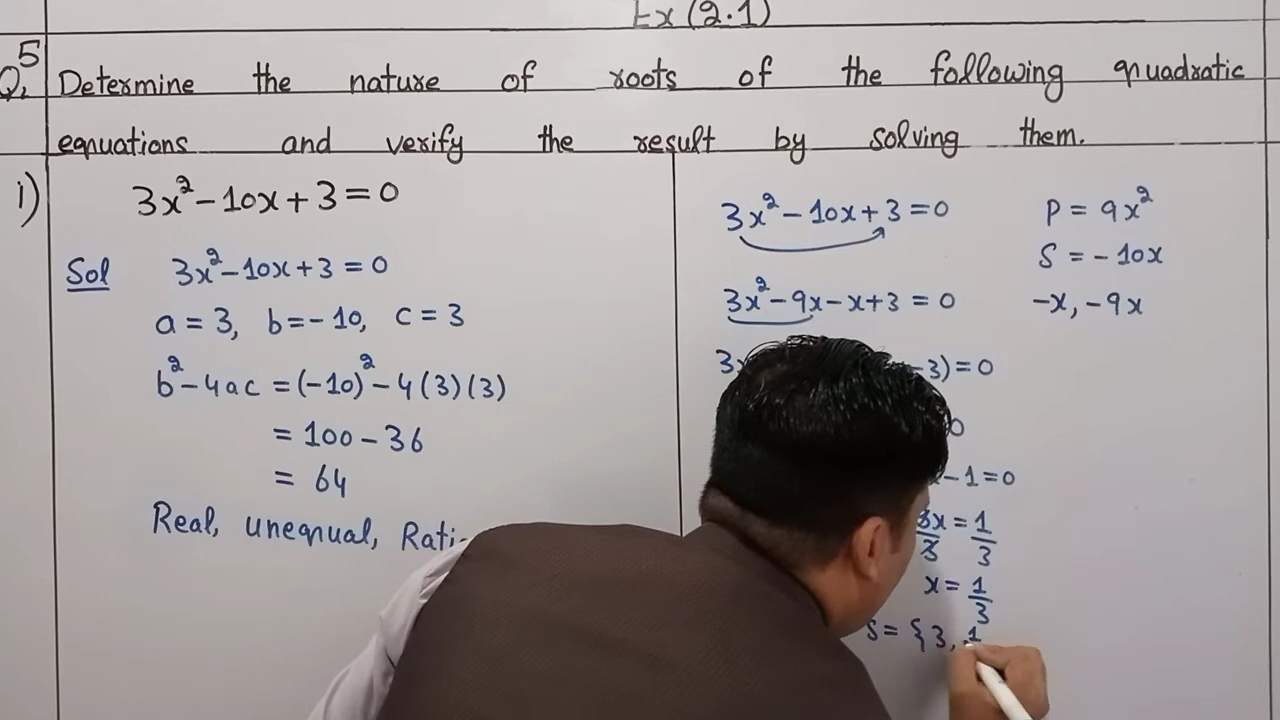 Ex (2.1)
Q5 Determine the nature of roots of the following quadratic
equations and verify the result by solving them.
i) 3x² - 10x + 3 = 0
Sol 3x² - 10x + 3 = 0
a = 3, b = -10, c = 3
b² - 4ac = (-10)² - 4(3)(3)
= 100 - 36
= 64
Real, unequal,
3x² - 10x + 3 = 0
3x² - 9x - x + 3 = 0
-3) = 0
- 1 = 0
3x/3 = 1/3
x = 1/3
S = {3, 1
P = 9x²
S = -10x
-x, -9x